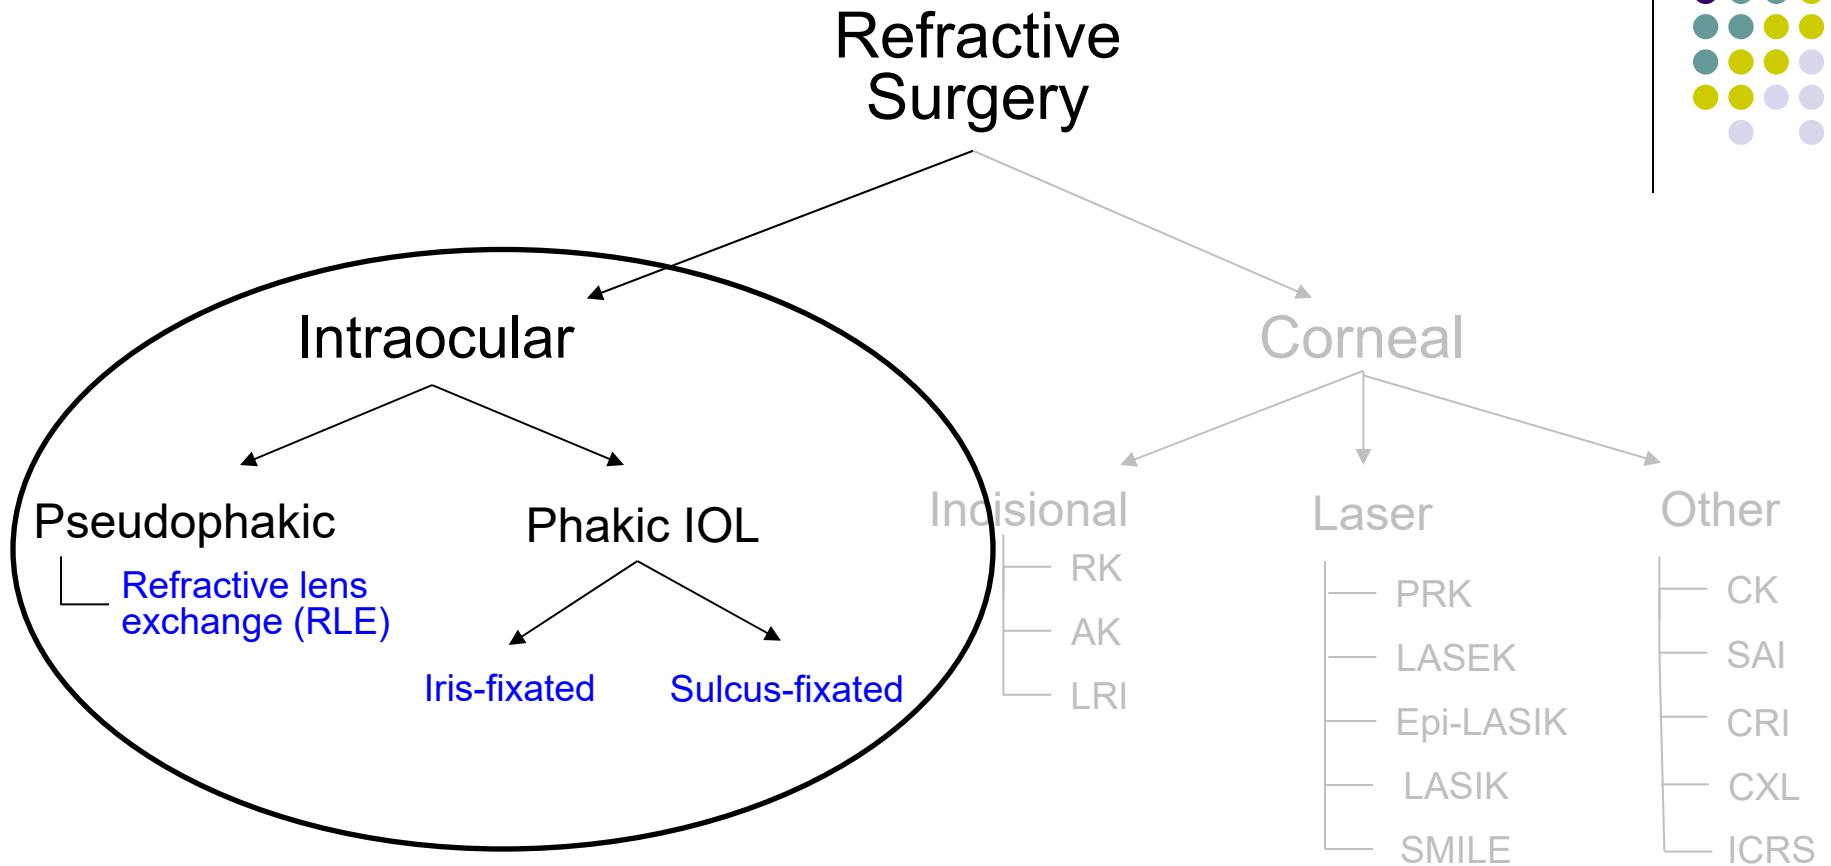 Refractive
Surgery
Intraocular
Corneal
Pseudophakic
Phakic IOL
Incisional
Laser
Other
Refractive lens
exchange (RLE)
Iris-fixated
Sulcus-fixated
RK
AK
LRI
PRK
LASEK
Epi-LASIK
LASIK
SMILE
CK
SAI
CRI
CXL
ICRS